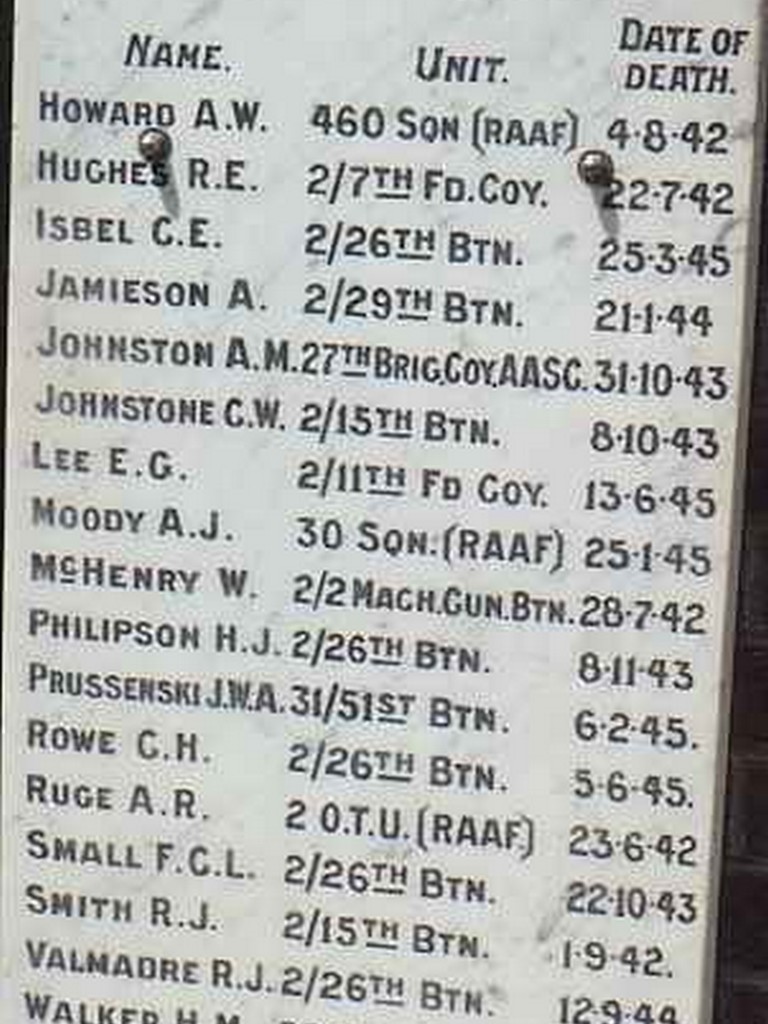 NAME. UNIT. DATE OF DEATH.
HOWARD A.W. 460 SQN (RAAF) 4·8·42
HUGHES R.E. 2/7TH FD.COY. 22·7·42
ISBEL C.E. 2/26TH BTN. 25·3·45
JAMIESON A. 2/29TH BTN. 21·1·44
JOHNSTON A.M. 27TH BRIG.COY.AASC. 31·10·43
JOHNSTONE C.W. 2/15TH BTN. 8·10·43
LEE E.G. 2/11TH FD COY. 13·6·45
MOODY A.J. 30 SQN.(RAAF) 25·1·45
McHENRY W. 2/2 MACH.GUN.BTN. 28·7·42
PHILIPSON H.J. 2/26TH BTN. 8·11·43
PRUSSENSKI J.W.A. 31/51ST BTN. 6·2·45.
ROWE C.H. 2/26TH BTN. 5·6·45.
RUGE A.R. 2 O.T.U.(RAAF) 23·6·42
SMALL F.C.L. 2/26TH BTN. 22·10·43
SMITH R.J. 2/15TH BTN. 1·9·42.
VALMADRE R.J. 2/26TH BTN. 12·9·44
WALKER H.M.